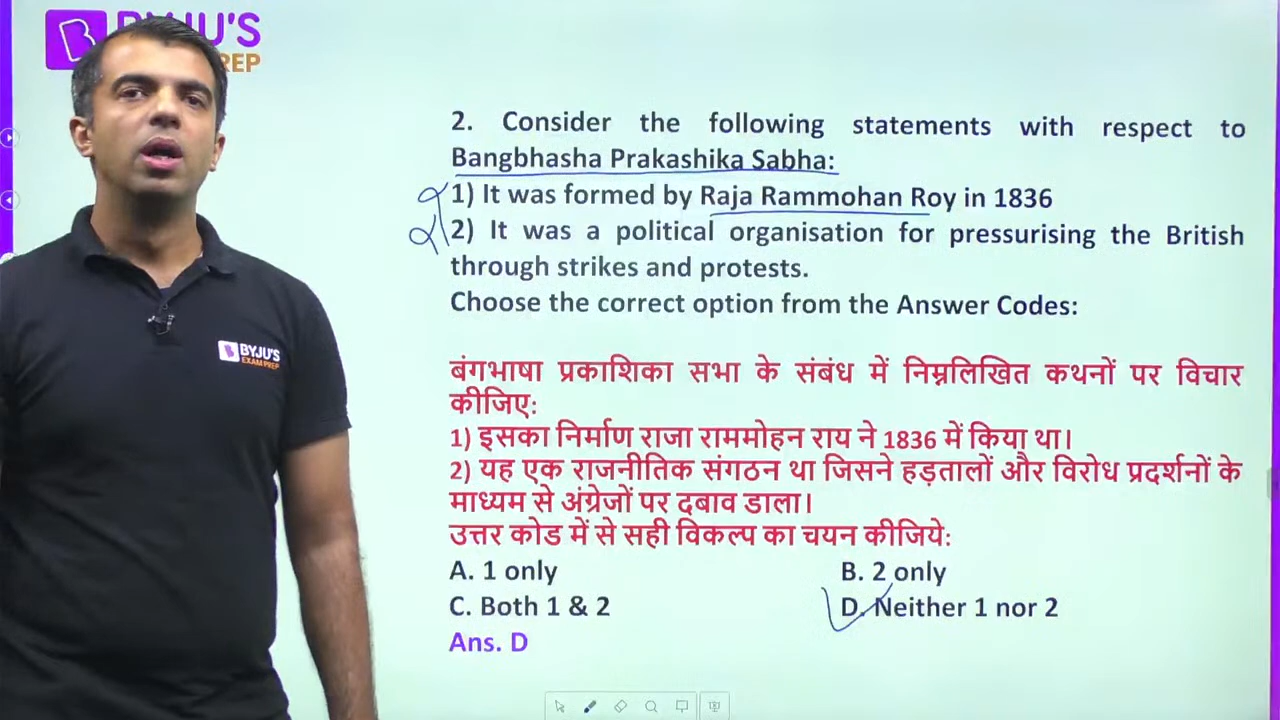 BYJU'S
REP
2. Consider the following statements with respect to
Bangbhasha Prakashika Sabha:
1) It was formed by Raja Rammohan Roy in 1836
2) It was a political organisation for pressurising the British
through strikes and protests.
Choose the correct option from the Answer Codes:
बंगभाषा प्रकाशिका सभा के संबंध में निम्नलिखित कथनों पर विचार
कीजिए:
1) इसका निर्माण राजा राममोहन राय ने 1836 में किया था।
2) यह एक राजनीतिक संगठन था जिसने हड़तालों और विरोध प्रदर्शनों के
माध्यम से अंग्रेजों पर दबाव डाला।
उत्तर कोड में से सही विकल्प का चयन कीजिये:
A. 1 only B. 2 only
C. Both 1 & 2 D. Neither 1 nor 2
Ans. D
BYJU'S
EXAM PREP